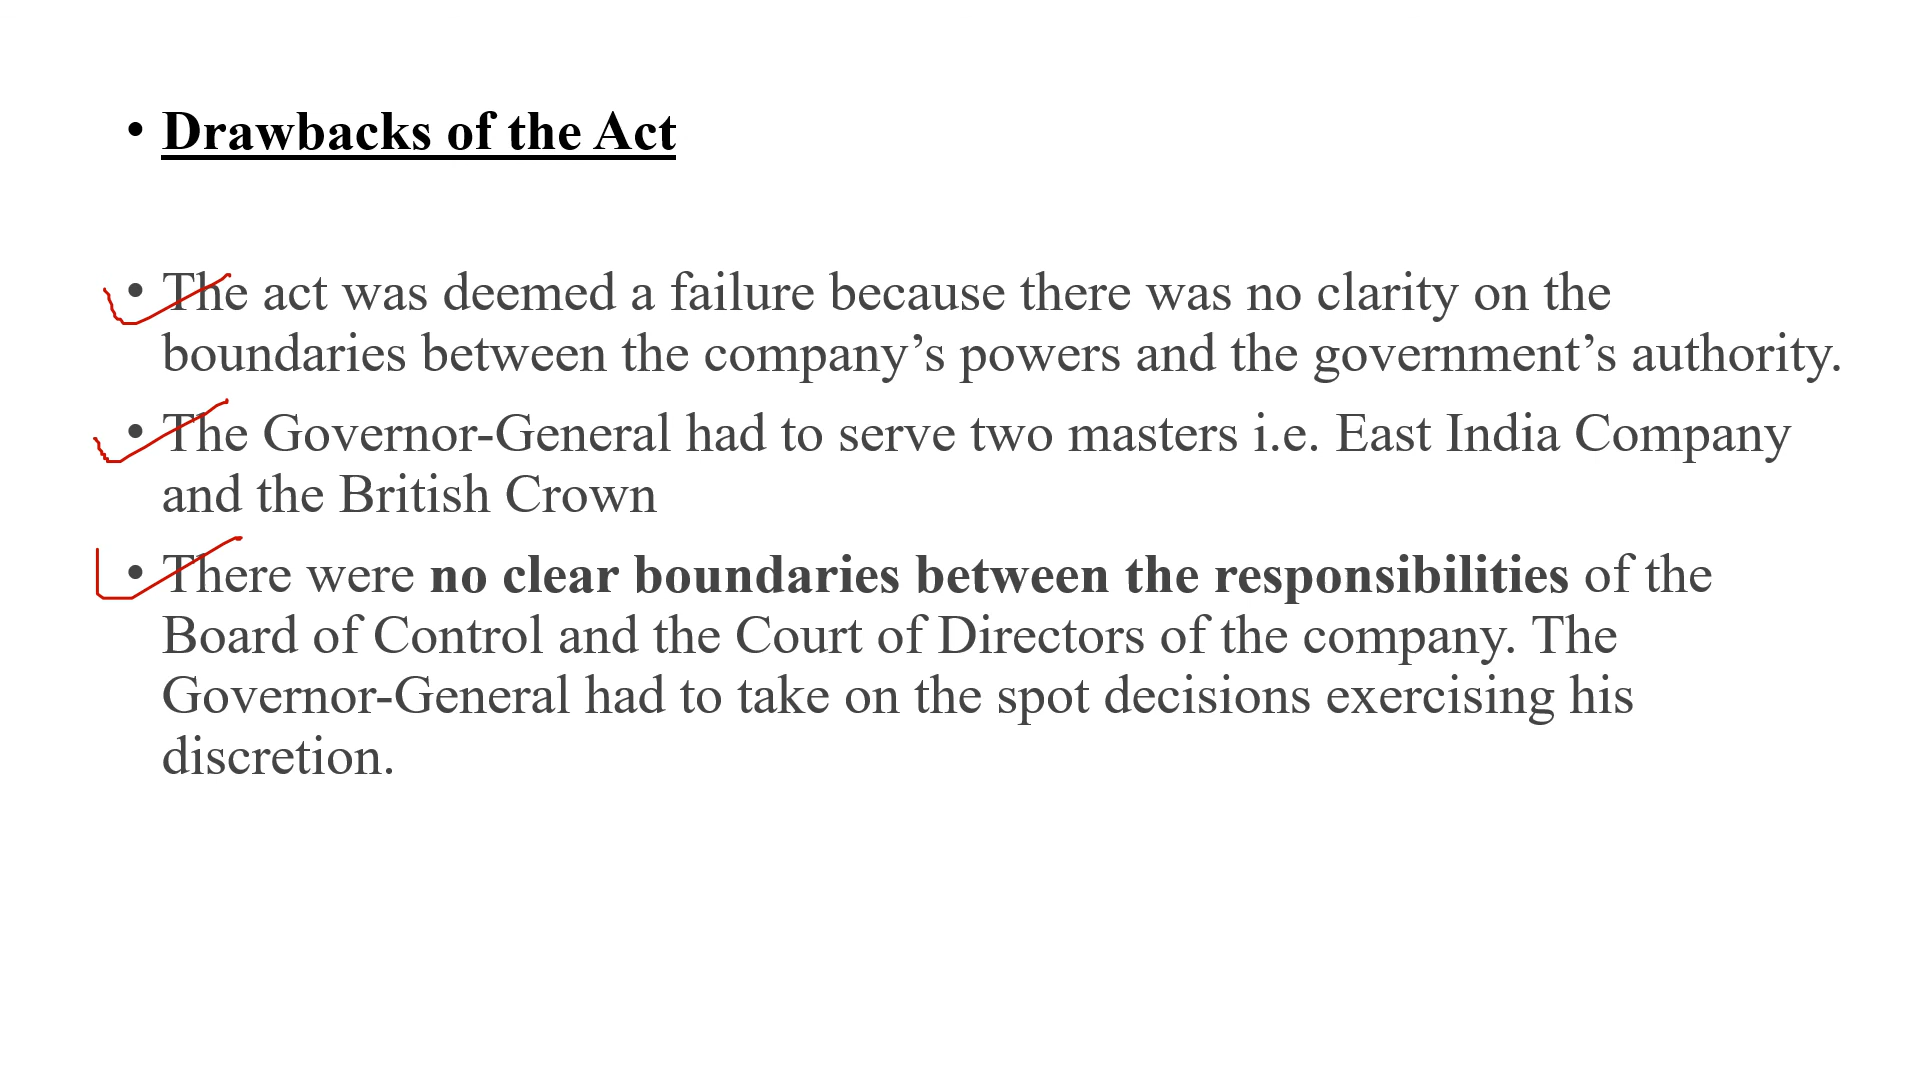 • Drawbacks of the Act
• The act was deemed a failure because there was no clarity on the
boundaries between the company’s powers and the government’s authority.
• The Governor-General had to serve two masters i.e. East India Company
and the British Crown
• There were no clear boundaries between the responsibilities of the
Board of Control and the Court of Directors of the company. The
Governor-General had to take on the spot decisions exercising his
discretion.